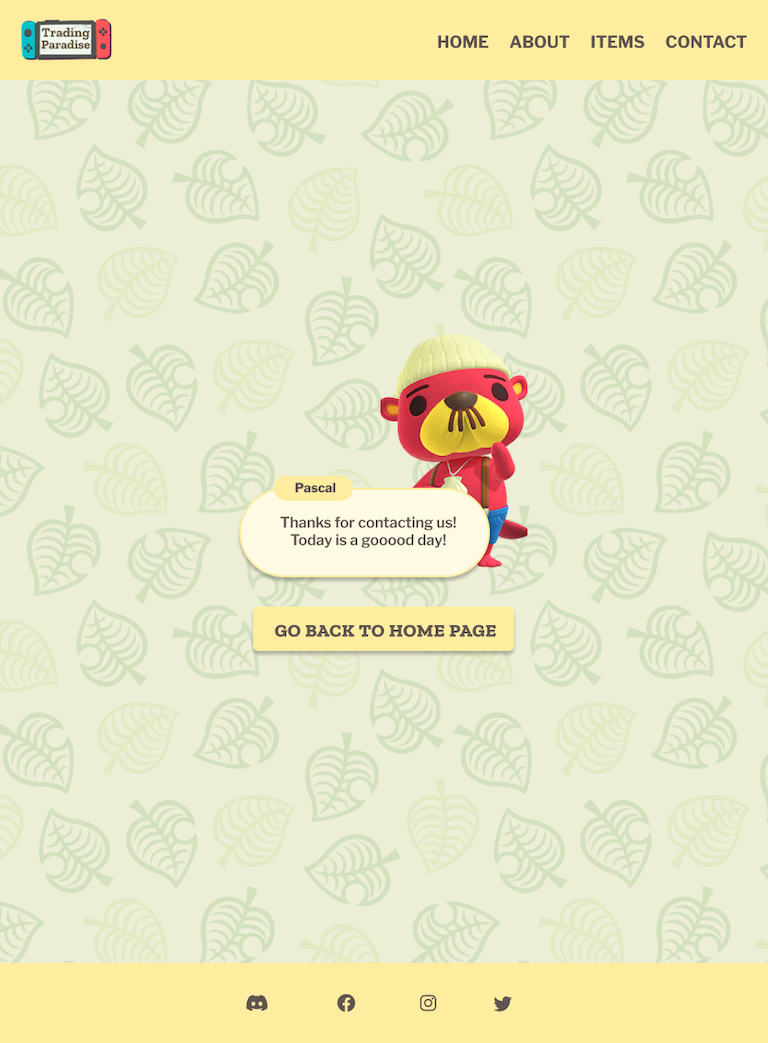 Trading
Paradise
HOME ABOUT ITEMS CONTACT
Pascal
Thanks for contacting us!
Today is a gooood day!
GO BACK TO HOME PAGE